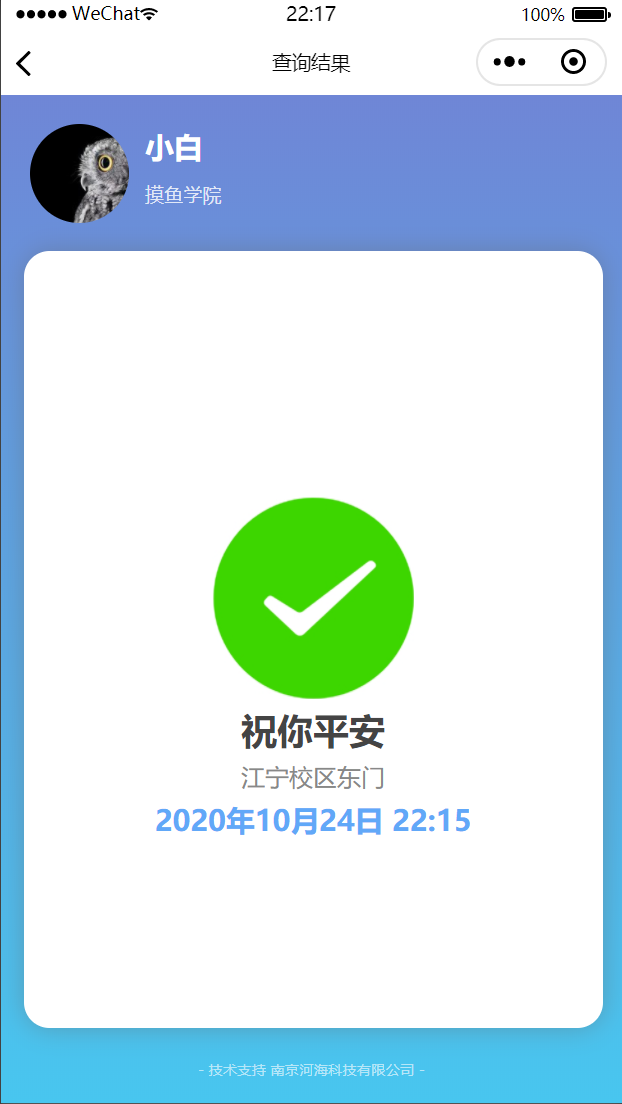 WeChat
22:17
100%
查询结果
小白
摸鱼学院
祝你平安
江宁校区东门
2020年10月24日 22:15
- 技术支持 南京河海科技有限公司 -